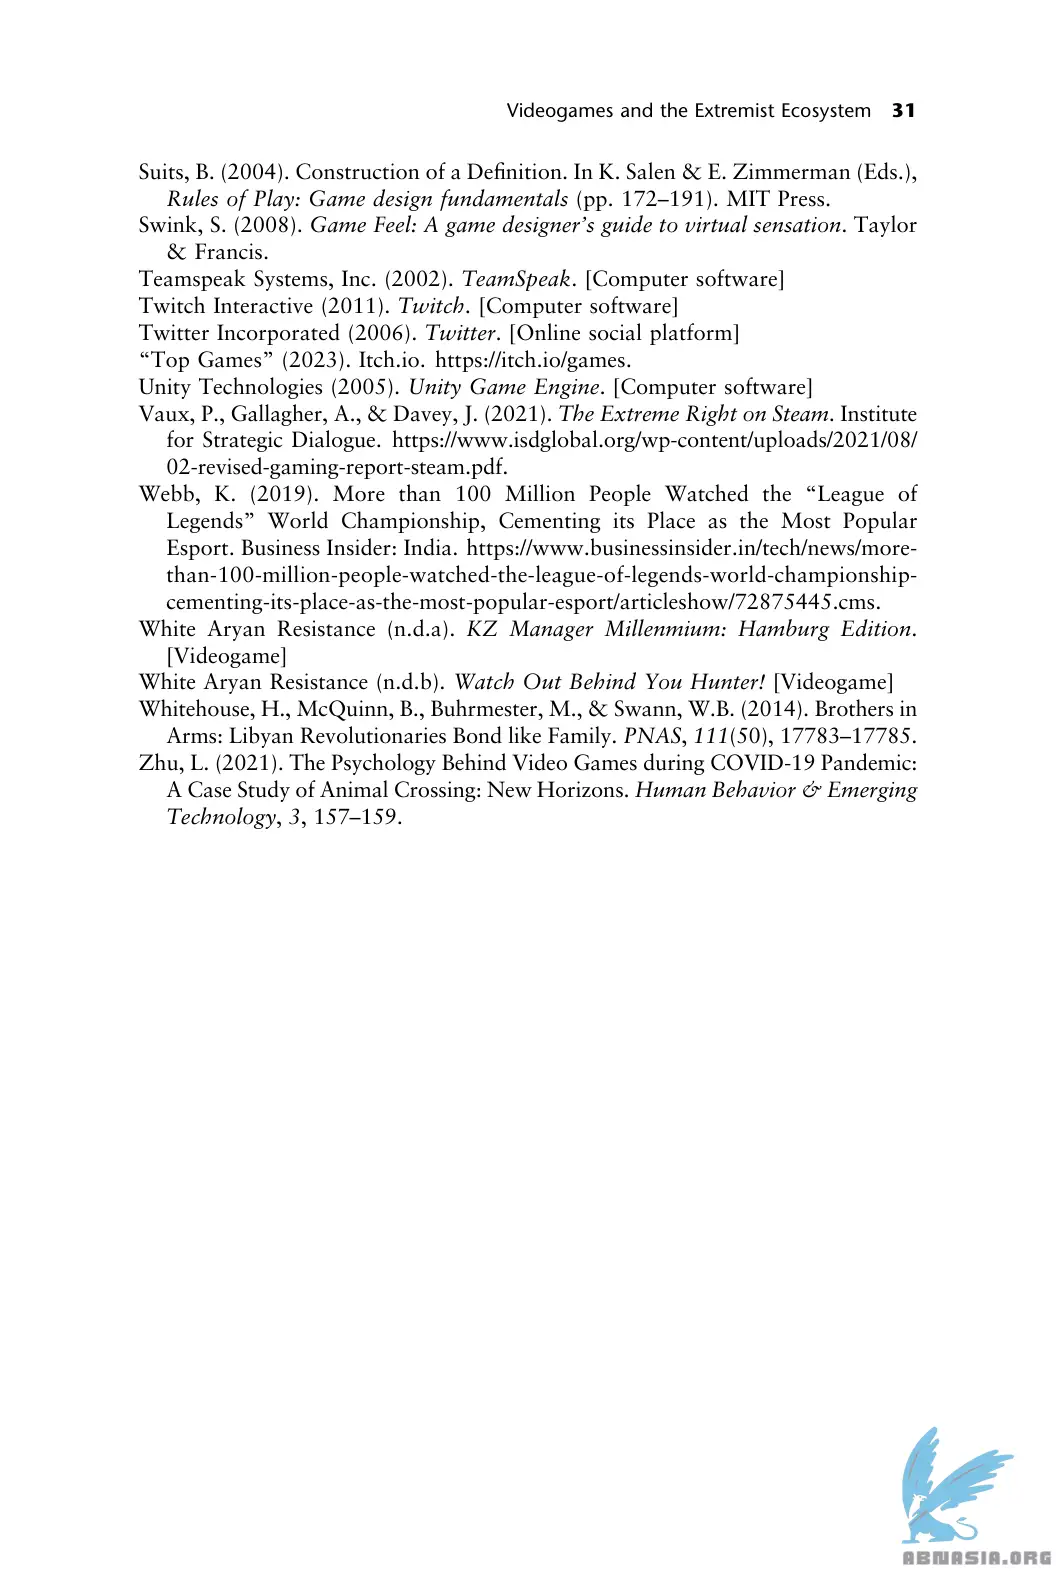 Videogames and the Extremist Ecosystem 31
Suits, B. (2004). Construction of a Definition. In K. Salen & E. Zimmerman (Eds.),
Rules of Play: Game design fundamentals (pp. 172–191). MIT Press.
Swink, S. (2008). Game Feel: A game designer’s guide to virtual sensation. Taylor
& Francis.
Teamspeak Systems, Inc. (2002). TeamSpeak. [Computer software]
Twitch Interactive (2011). Twitch. [Computer software]
Twitter Incorporated (2006). Twitter. [Online social platform]
“Top Games” (2023). Itch.io. https://itch.io/games.
Unity Technologies (2005). Unity Game Engine. [Computer software]
Vaux, P., Gallagher, A., & Davey, J. (2021). The Extreme Right on Steam. Institute
for Strategic Dialogue. https://www.isdglobal.org/wp-content/uploads/2021/08/
02-revised-gaming-report-steam.pdf.
Webb, K. (2019). More than 100 Million People Watched the “League of
Legends” World Championship, Cementing its Place as the Most Popular
Esport. Business Insider: India. https://www.businessinsider.in/tech/news/more-
than-100-million-people-watched-the-league-of-legends-world-championship-
cementing-its-place-as-the-most-popular-esport/articleshow/72875445.cms.
White Aryan Resistance (n.d.a). KZ Manager Millenmium: Hamburg Edition.
[Videogame]
White Aryan Resistance (n.d.b). Watch Out Behind You Hunter! [Videogame]
Whitehouse, H., McQuinn, B., Buhrmester, M., & Swann, W.B. (2014). Brothers in
Arms: Libyan Revolutionaries Bond like Family. PNAS, 111(50), 17783–17785.
Zhu, L. (2021). The Psychology Behind Video Games during COVID-19 Pandemic:
A Case Study of Animal Crossing: New Horizons. Human Behavior & Emerging
Technology, 3, 157–159.
ABNASIA.ORG